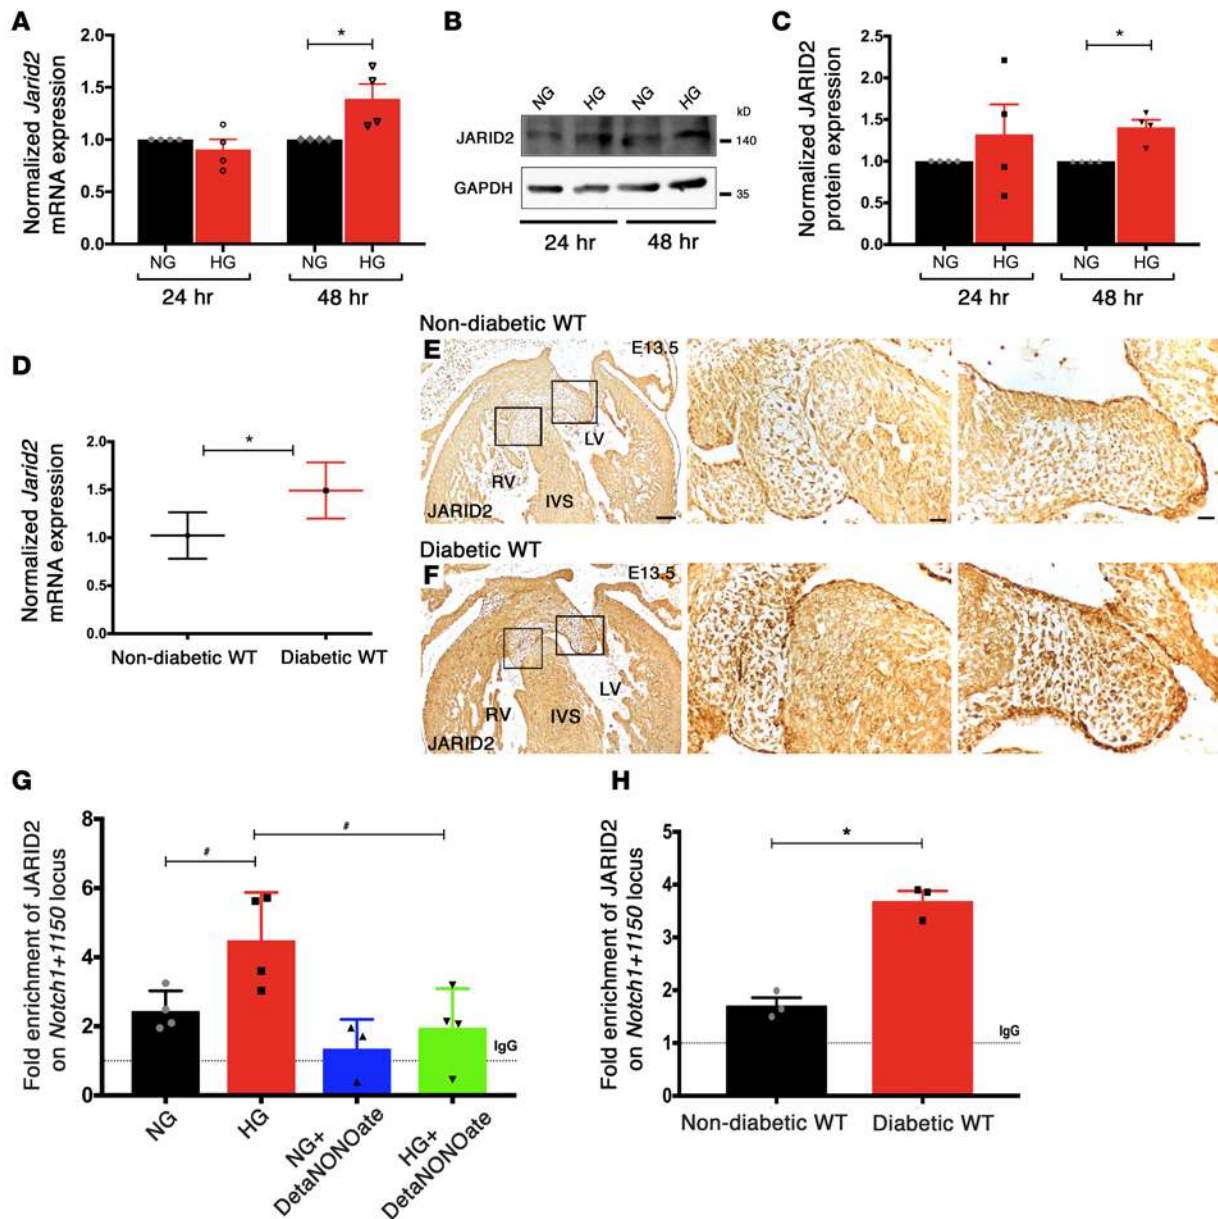 A
Normalized Jarid2
mRNA expression
2.0
1.5
1.0
0.5
0.0
*
NG
HG
NG
HG
24 hr
48 hr
B
NG
HG
NG
HG
kD
JARID2
140
GAPDH
35
24 hr
48 hr
C
Normalized JARID2
protein expression
2.5
2.0
1.5
1.0
0.5
0.0
*
NG
HG
NG
HG
24 hr
48 hr
D
Normalized Jarid2
mRNA expression
2.0
1.5
1.0
0.5
0.0
*
Non-diabetic WT
Diabetic WT
Non-diabetic WT
E
E13.5
LV
RV
IVS
JARID2
Diabetic WT
F
E13.5
LV
RV
IVS
JARID2
G
Fold enrichment of JARID2
on Notch1+1150 locus
8
6
4
2
0
#
#
IgG
NG
HG
NG+
DetaNONOate
HG+
DetaNONOate
H
Fold enrichment of JARID2
on Notch1+1150 locus
5
4
3
2
1
0
*
IgG
Non-diabetic WT
Diabetic WT